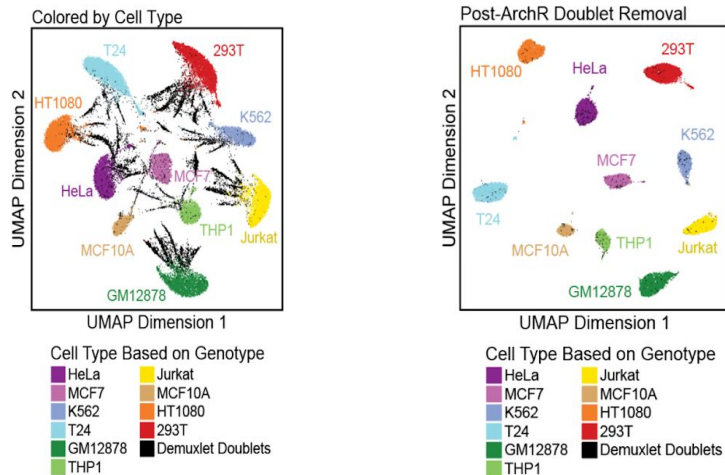 Colored by Cell Type
T24
293T
HT1080
K562
HeLa
MCF7
THP1
Jurkat
MCF10A
GM12878
UMAP Dimension 2
UMAP Dimension 1
Cell Type Based on Genotype
HeLa
MCF7
K562
T24
GM12878
THP1
Jurkat
MCF10A
HT1080
293T
Demuxlet Doublets
Post-ArchR Doublet Removal
HT1080
293T
HeLa
K562
MCF7
T24
MCF10A
THP1
Jurkat
GM12878
UMAP Dimension 2
UMAP Dimension 1
Cell Type Based on Genotype
HeLa
MCF7
K562
T24
GM12878
THP1
Jurkat
MCF10A
HT1080
293T
Demuxlet Doublets